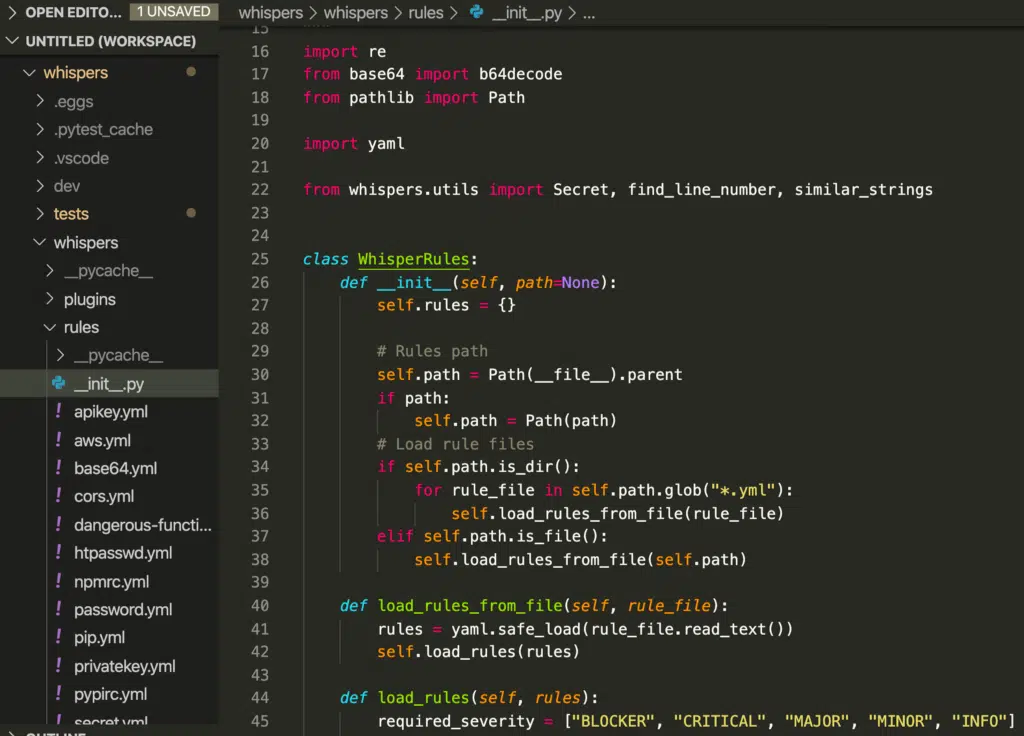 OPEN EDITO... 1 UNSAVED
UNTITLED (WORKSPACE)
whispers
.eggs
.pytest_cache
.vscode
dev
tests
whispers
__pycache__
plugins
rules
__pycache__
__init__.py
apikey.yml
aws.yml
base64.yml
cors.yml
dangerous-functi...
htpasswd.yml
npmrc.yml
password.yml
pip.yml
privatekey.yml
pypirc.yml
secret.yml
OUTLINE
whispers > whispers > rules > __init__.py > ...
15
16 import re
17 from base64 import b64decode
18 from pathlib import Path
19
20 import yaml
21
22 from whispers.utils import Secret, find_line_number, similar_strings
23
24
25 class WhisperRules:
26     def __init__(self, path=None):
27         self.rules = {}
28
29         # Rules path
30         self.path = Path(__file__).parent
31         if path:
32             self.path = Path(path)
33         # Load rule files
34         if self.path.is_dir():
35             for rule_file in self.path.glob("*.yml"):
36                 self.load_rules_from_file(rule_file)
37         elif self.path.is_file():
38             self.load_rules_from_file(self.path)
39
40     def load_rules_from_file(self, rule_file):
41         rules = yaml.safe_load(rule_file.read_text())
42         self.load_rules(rules)
43
44     def load_rules(self, rules):
45         required_severity = ["BLOCKER", "CRITICAL", "MAJOR", "MINOR", "INFO"]